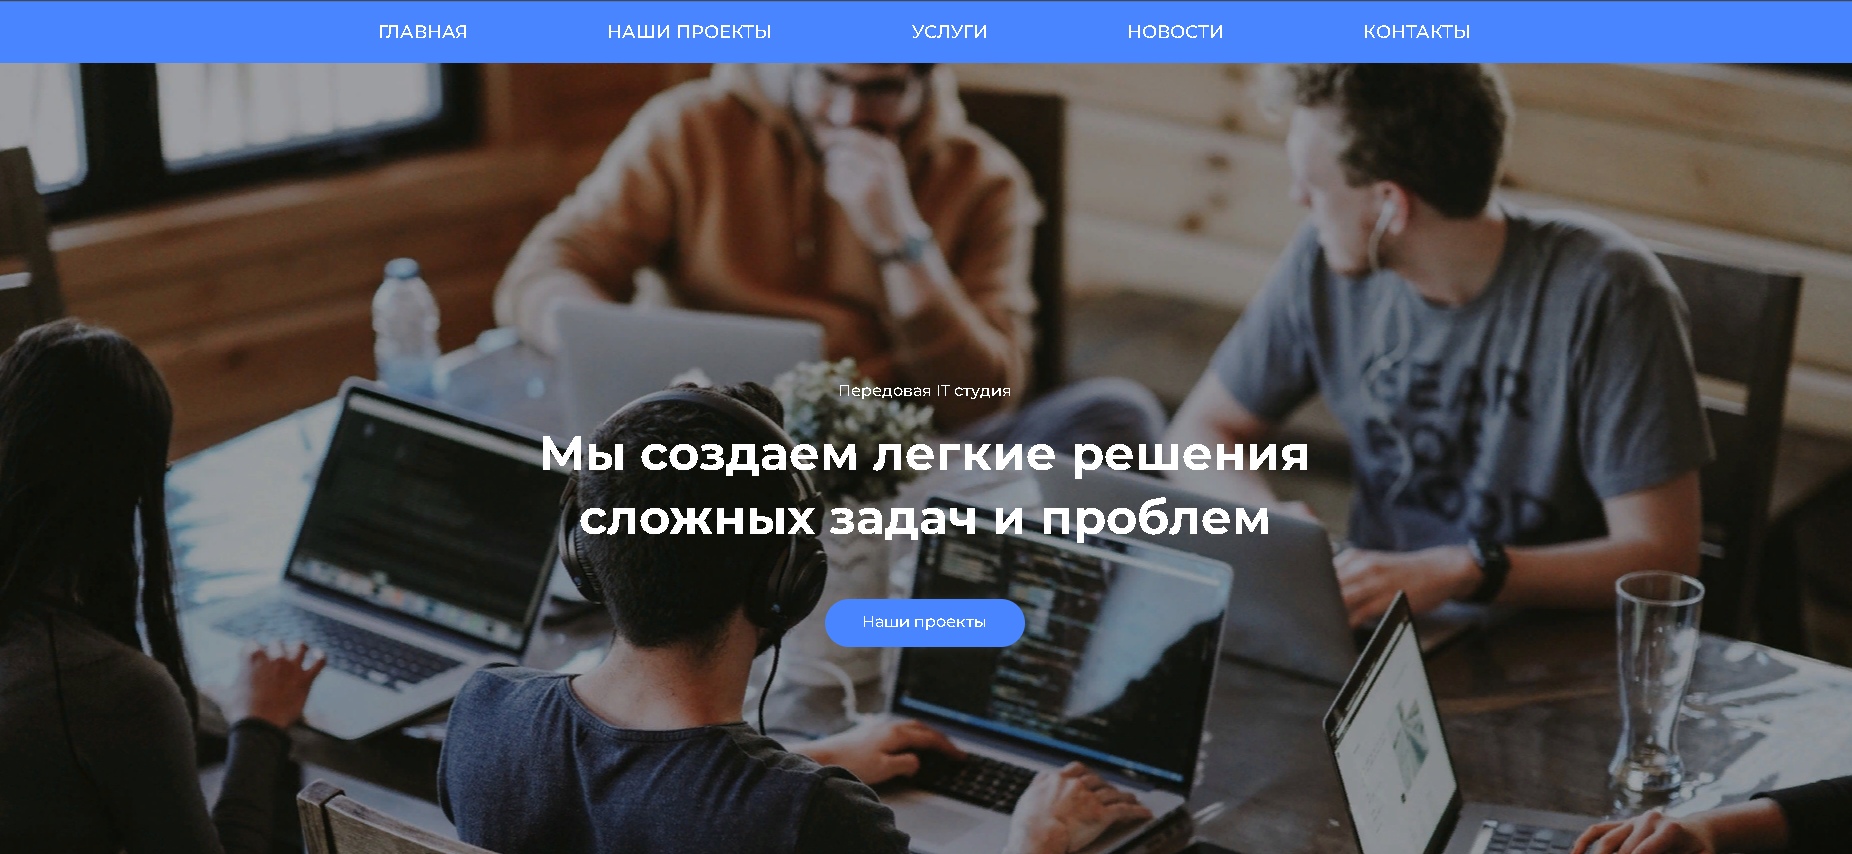 ГЛАВНАЯ НАШИ ПРОЕКТЫ УСЛУГИ НОВОСТИ КОНТАКТЫ
Передовая IT студия
Мы создаем легкие решения
сложных задач и проблем
Наши проекты